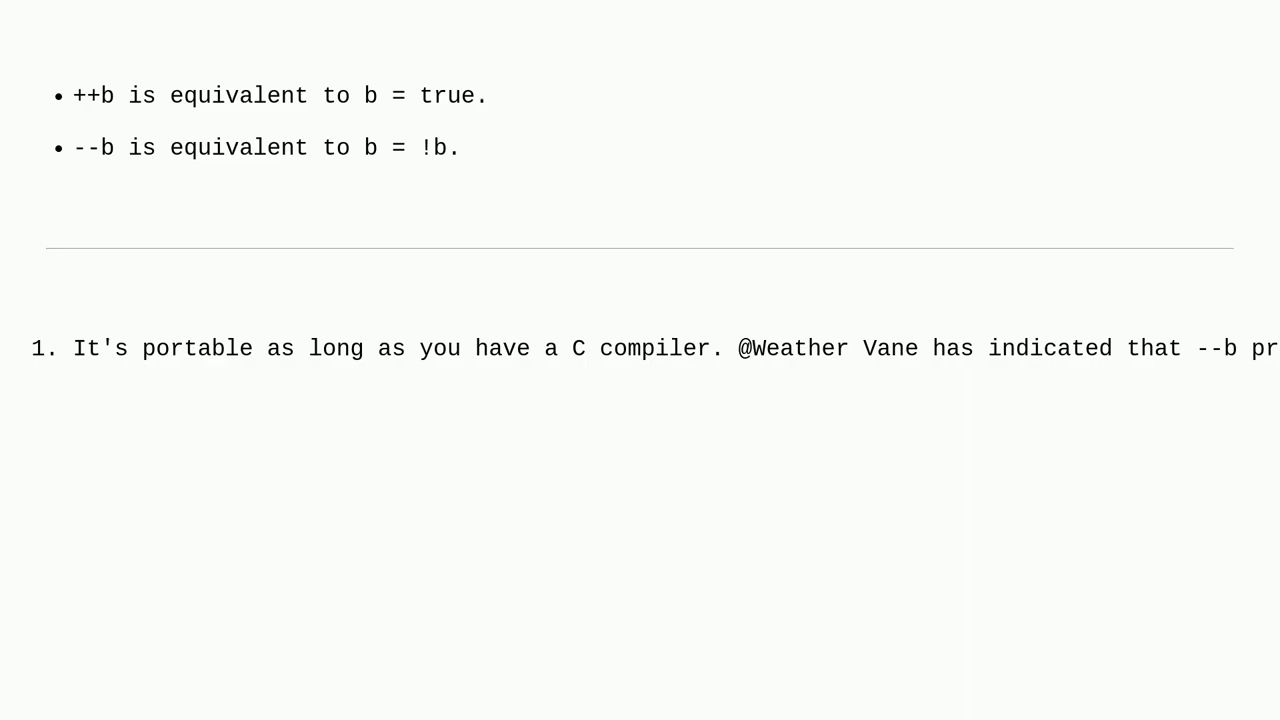 • ++b is equivalent to b = true.
• --b is equivalent to b = !b.
1. It's portable as long as you have a C compiler. @Weather Vane has indicated that --b pr